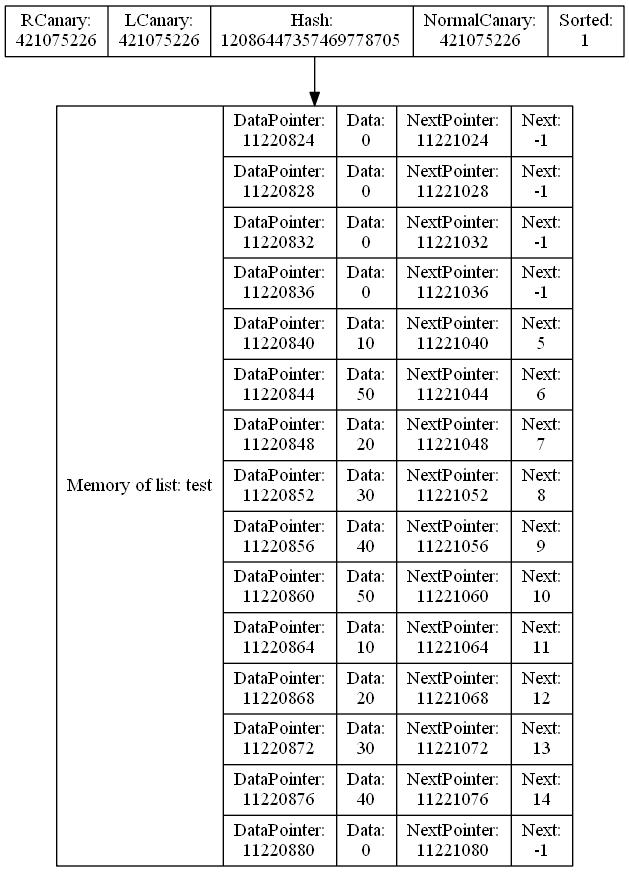 RCanary:
421075226
LCanary:
421075226
Hash:
12086447357469778705
NormalCanary:
421075226
Sorted:
1
Memory of list: test
DataPointer:
11220824
Data:
0
NextPointer:
11221024
Next:
-1
DataPointer:
11220828
Data:
0
NextPointer:
11221028
Next:
-1
DataPointer:
11220832
Data:
0
NextPointer:
11221032
Next:
-1
DataPointer:
11220836
Data:
0
NextPointer:
11221036
Next:
-1
DataPointer:
11220840
Data:
10
NextPointer:
11221040
Next:
5
DataPointer:
11220844
Data:
50
NextPointer:
11221044
Next:
6
DataPointer:
11220848
Data:
20
NextPointer:
11221048
Next:
7
DataPointer:
11220852
Data:
30
NextPointer:
11221052
Next:
8
DataPointer:
11220856
Data:
40
NextPointer:
11221056
Next:
9
DataPointer:
11220860
Data:
50
NextPointer:
11221060
Next:
10
DataPointer:
11220864
Data:
10
NextPointer:
11221064
Next:
11
DataPointer:
11220868
Data:
20
NextPointer:
11221068
Next:
12
DataPointer:
11220872
Data:
30
NextPointer:
11221072
Next:
13
DataPointer:
11220876
Data:
40
NextPointer:
11221076
Next:
14
DataPointer:
11220880
Data:
0
NextPointer:
11221080
Next:
-1